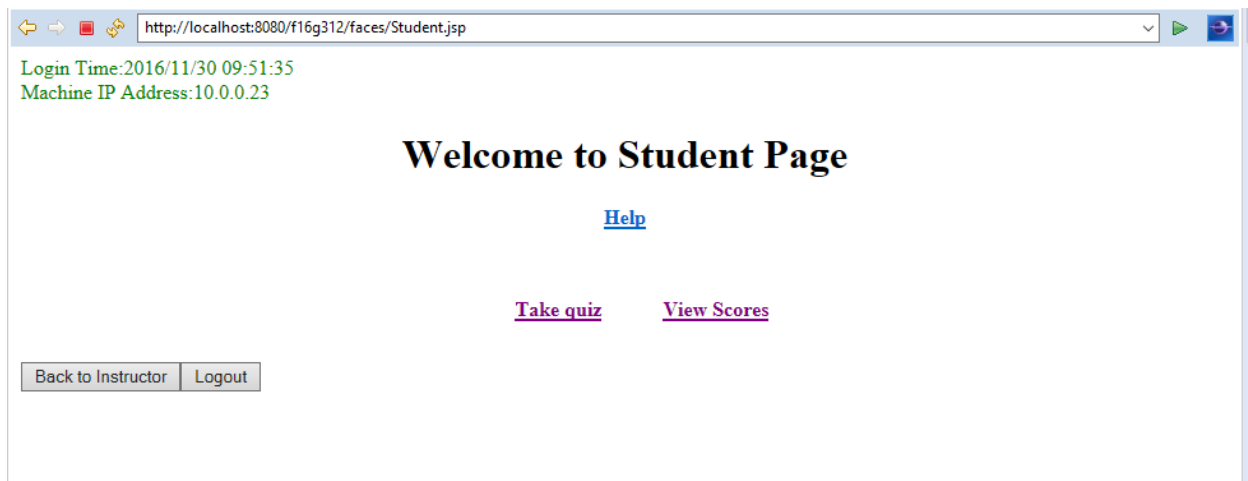 http://localhost:8080/f16g312/faces/Student.jsp
Login Time:2016/11/30 09:51:35
Machine IP Address:10.0.0.23
Welcome to Student Page
Help
Take quiz View Scores
Back to Instructor Logout